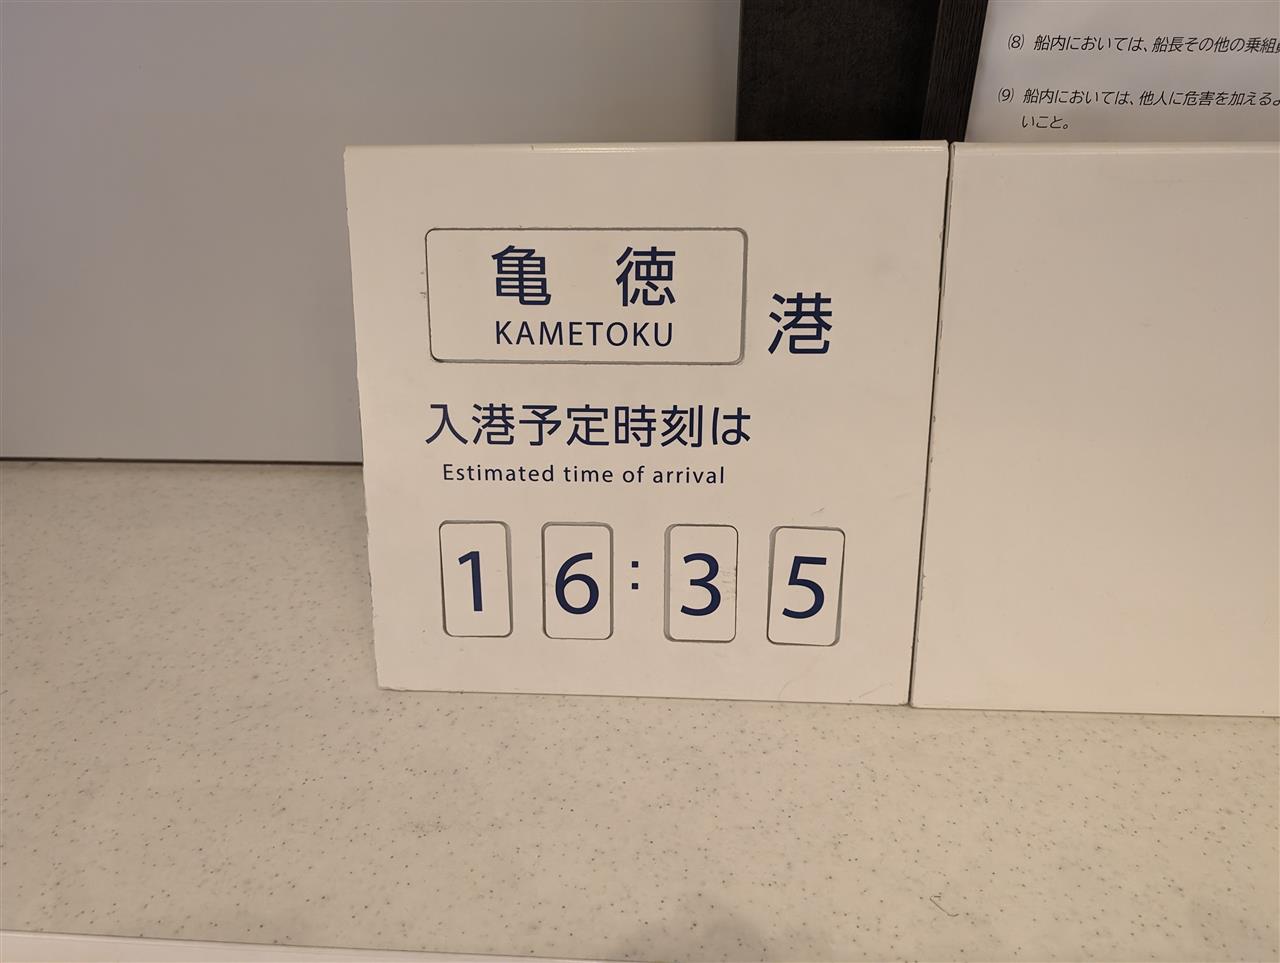 (8) 船内においては、船長その他の乗組
(9) 船内においては、他人に危害を加える
いこと。
亀 徳
KAMETOKU
港
入港予定時刻は
Estimated time of arrival
16:35